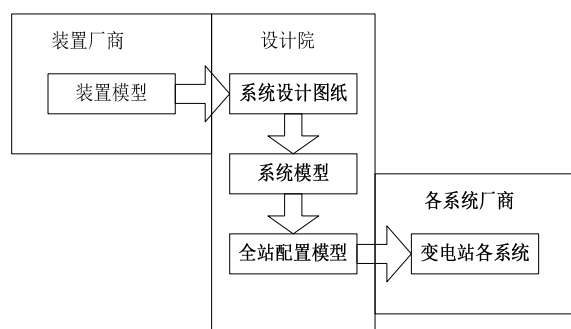 装置厂商
设计院
装置模型
系统设计图纸
系统模型
各系统厂商
全站配置模型
变电站各系统